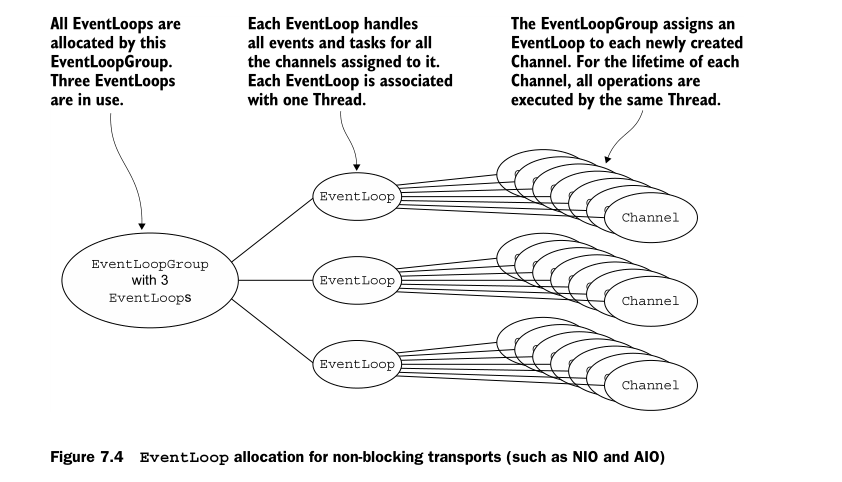 All EventLoops are
allocated by this
EventLoopGroup.
Three EventLoops
are in use.
Each EventLoop handles
all events and tasks for all
the channels assigned to it.
Each EventLoop is associated
with one Thread.
The EventLoopGroup assigns an
EventLoop to each newly created
Channel. For the lifetime of each
Channel, all operations are
executed by the same Thread.
EventLoop
Channel
EventLoopGroup
with 3
EventLoops
EventLoop
Channel
EventLoop
Channel
Figure 7.4 EventLoop allocation for non-blocking transports (such as NIO and AIO)